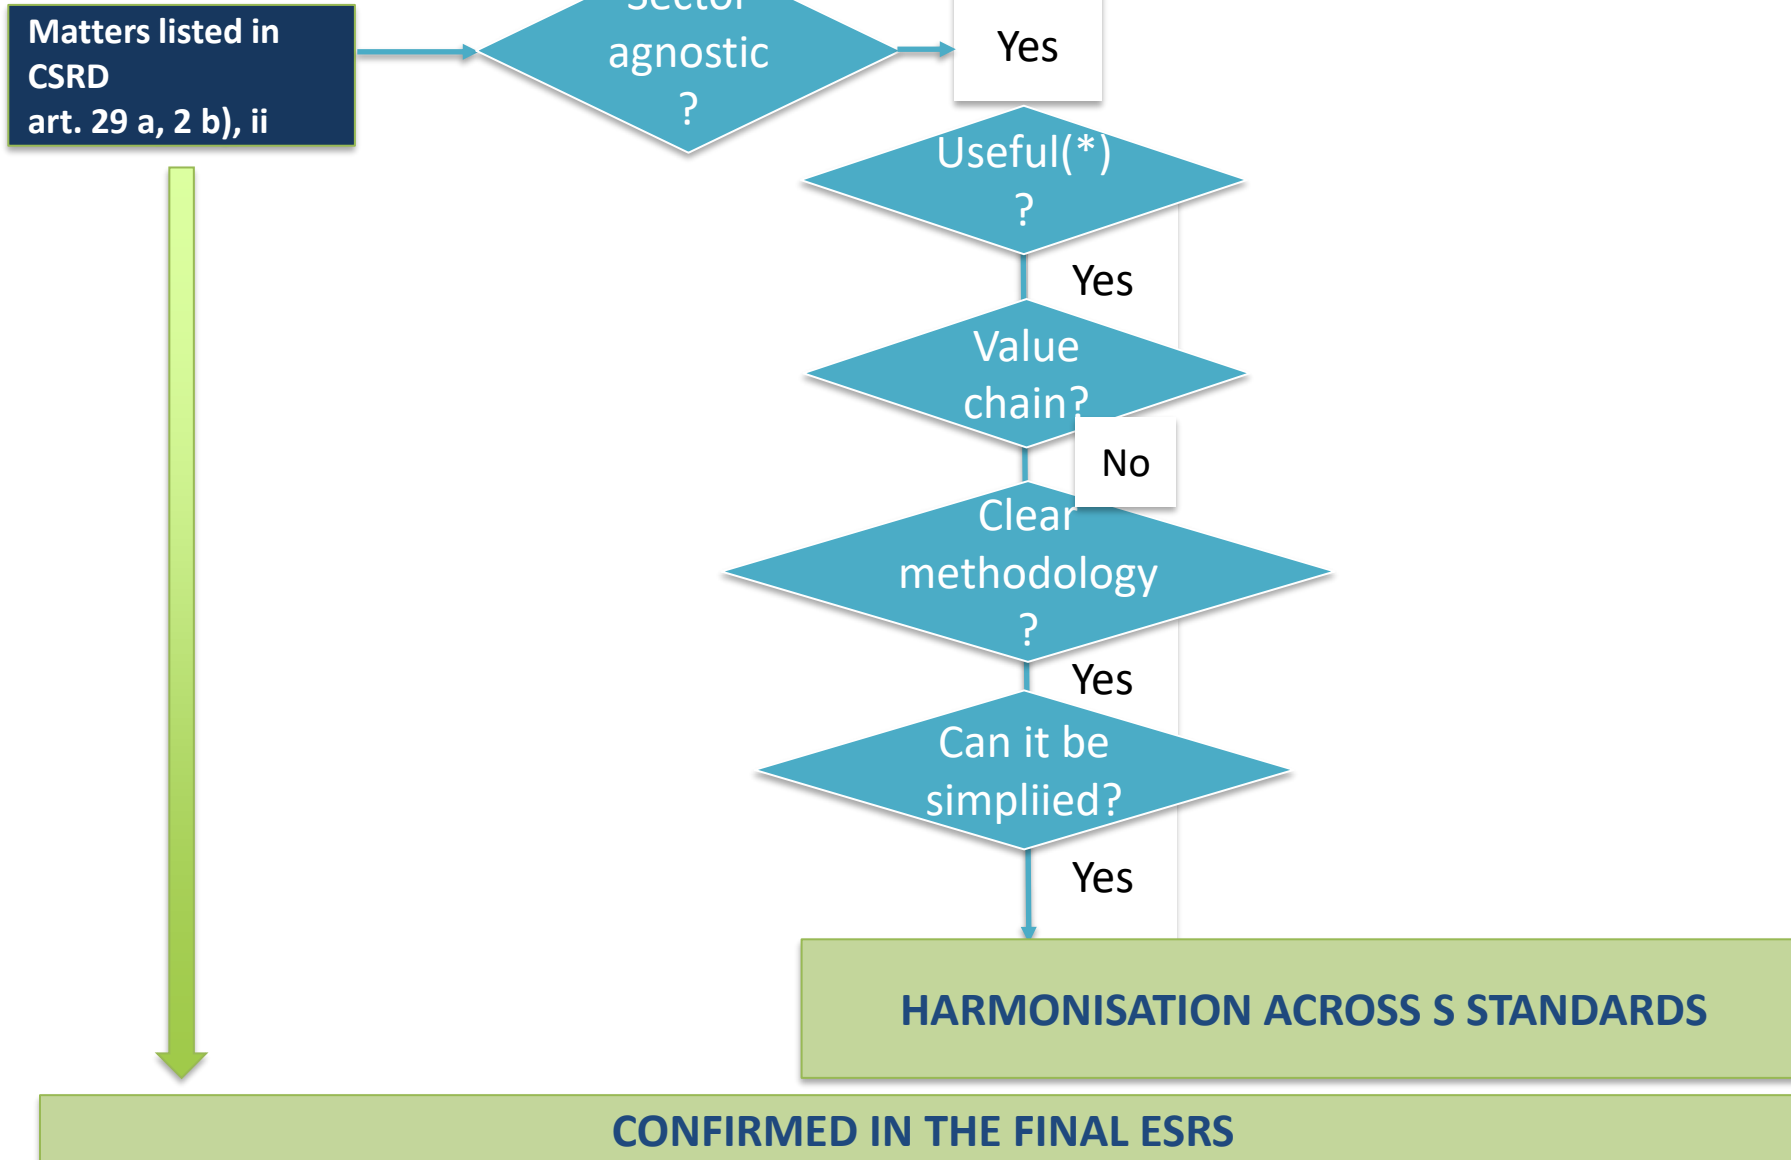 Matters listed in
CSRD
art. 29 a, 2 b), ii
Sector
agnostic
?
Yes
Useful(*)
?
Yes
Value
chain?
No
Clear
methodology
?
Yes
Can it be
simpliied?
Yes
HARMONISATION ACROSS S STANDARDS
CONFIRMED IN THE FINAL ESRS